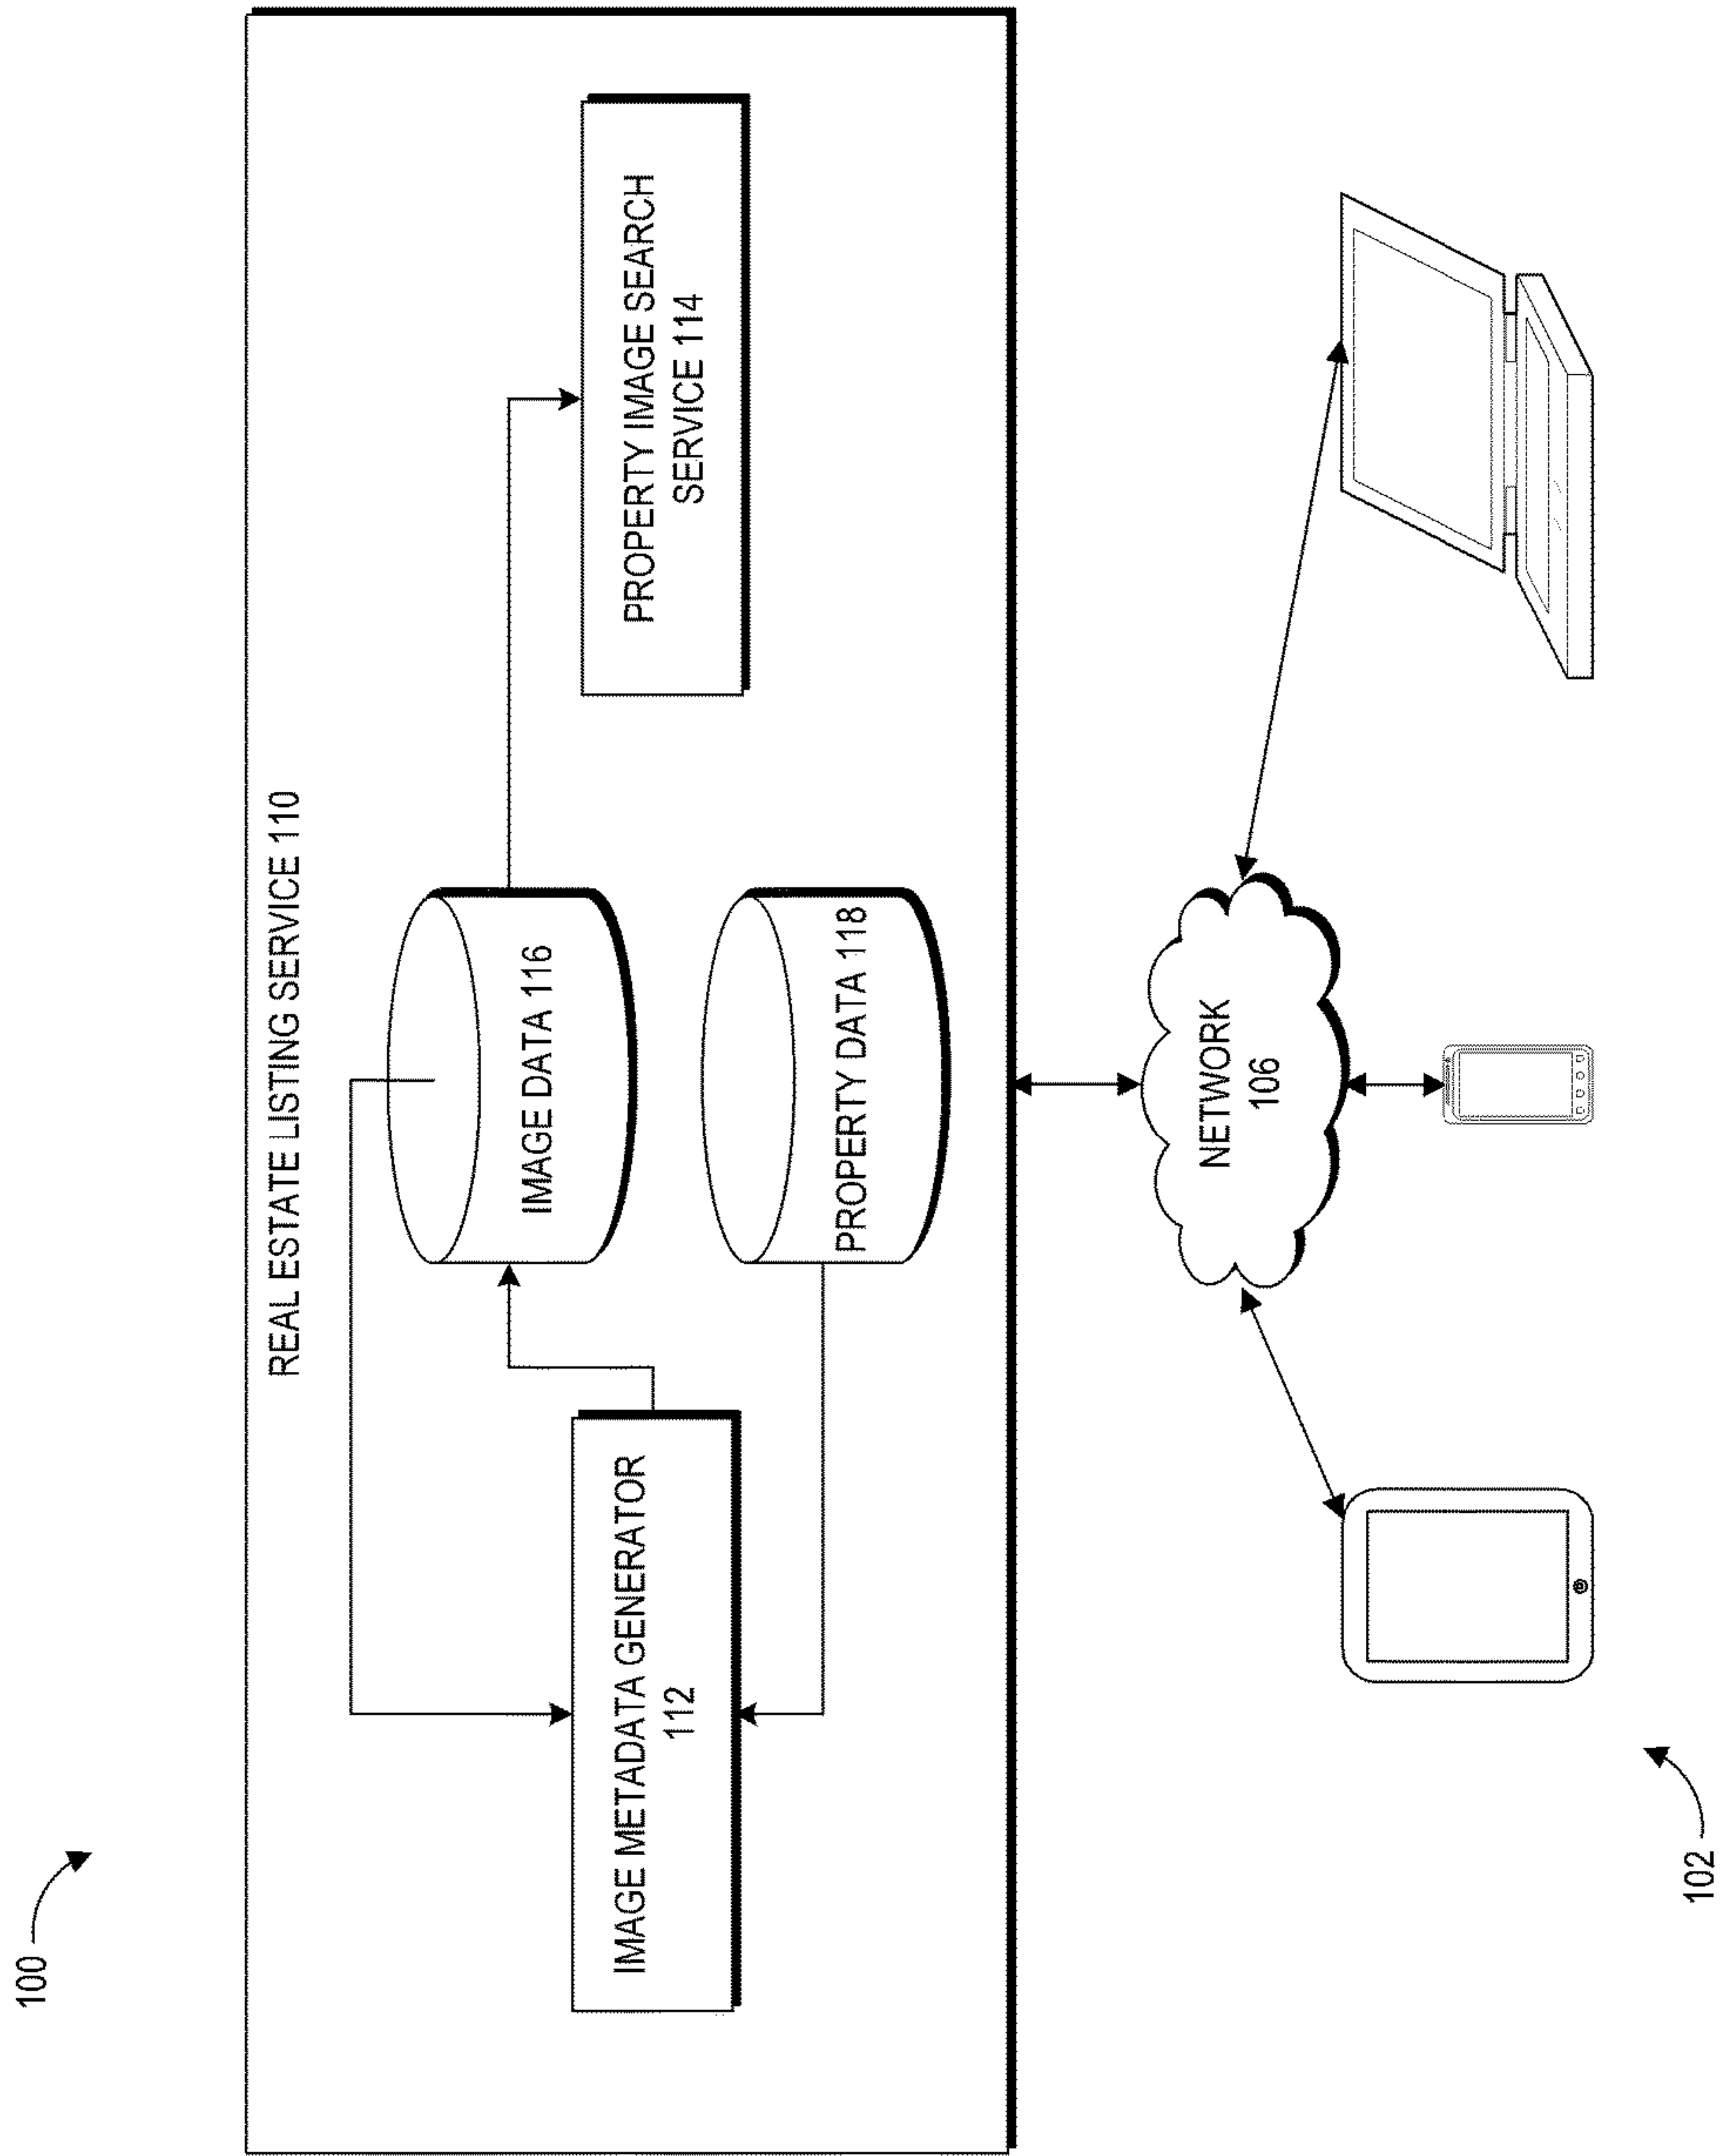 100
REAL ESTATE LISTING SERVICE 110
IMAGE METADATA GENERATOR
112
IMAGE DATA 116
PROPERTY DATA 118
PROPERTY IMAGE SEARCH
SERVICE 114
NETWORK
106
102